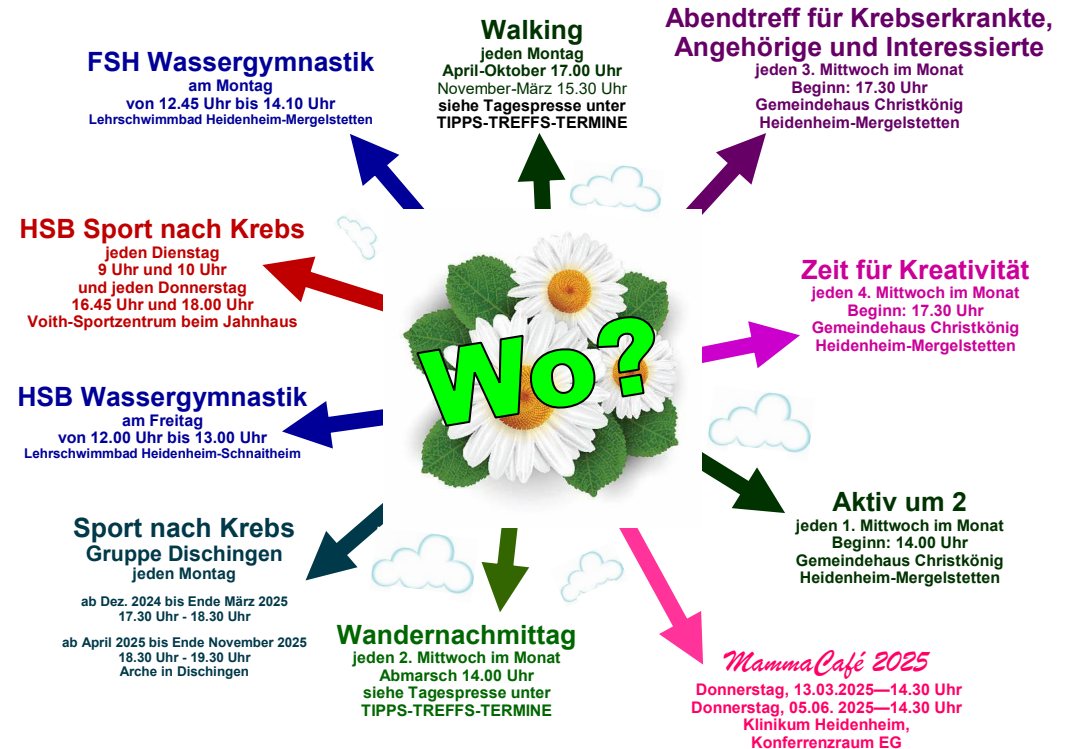 FSH Wassergymnastik
am Montag
von 12.45 Uhr bis 14.10 Uhr
Lehrschwimmbad Heidenheim-Mergelstetten
Walking
jeden Montag
April-Oktober 17.00 Uhr
November-März 15.30 Uhr
siehe Tagespresse unter
TIPPS-TREFFS-TERMINE
Abendtreff für Krebserkrankte,
Angehörige und Interessierte
jeden 3. Mittwoch im Monat
Beginn: 17.30 Uhr
Gemeindehaus Christkönig
Heidenheim-Mergelstetten
HSB Sport nach Krebs
jeden Dienstag
9 Uhr und 10 Uhr
und jeden Donnerstag
16.45 Uhr und 18.00 Uhr
Voith-Sportzentrum beim Jahnhaus
Zeit für Kreativität
jeden 4. Mittwoch im Monat
Beginn: 17.30 Uhr
Gemeindehaus Christkönig
Heidenheim-Mergelstetten
Wo?
HSB Wassergymnastik
am Freitag
von 12.00 Uhr bis 13.00 Uhr
Lehrschwimmbad Heidenheim-Schnaitheim
Aktiv um 2
jeden 1. Mittwoch im Monat
Beginn: 14.00 Uhr
Gemeindehaus Christkönig
Heidenheim-Mergelstetten
Sport nach Krebs
Gruppe Dischingen
jeden Montag
ab Dez. 2024 bis Ende März 2025
17.30 Uhr - 18.30 Uhr
ab April 2025 bis Ende November 2025
18.30 Uhr - 19.30 Uhr
Arche in Dischingen
Wandernachmittag
jeden 2. Mittwoch im Monat
Abmarsch 14.00 Uhr
siehe Tagespresse unter
TIPPS-TREFFS-TERMINE
MammaCafé 2025
Donnerstag, 13.03.2025—14.30 Uhr
Donnerstag, 05.06. 2025—14.30 Uhr
Klinikum Heidenheim,
Konferrenzraum EG